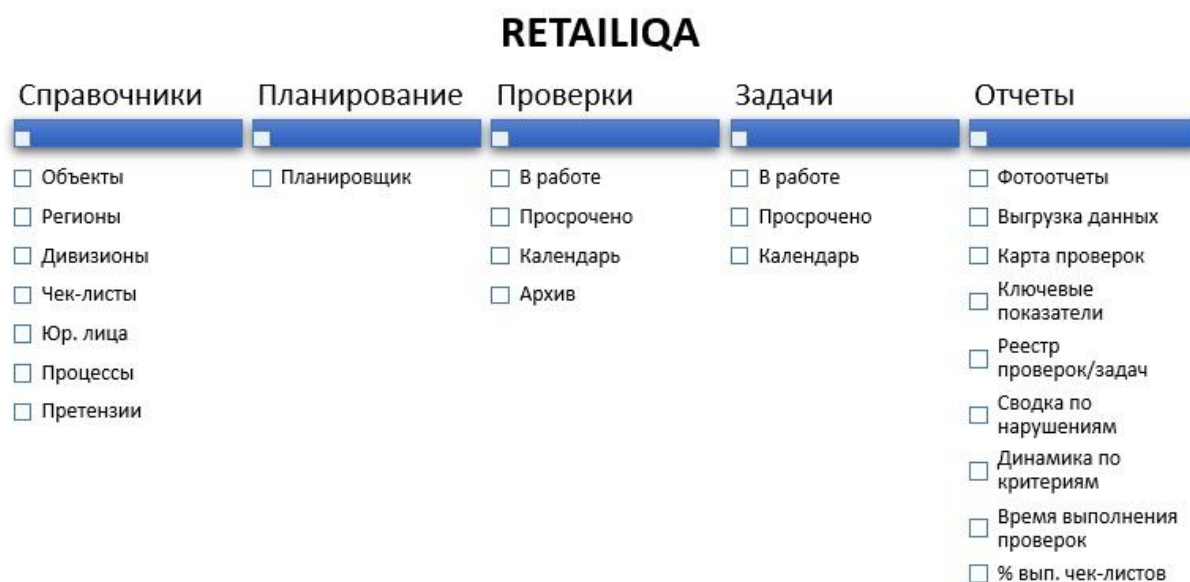 RETAILIQA
Справочники
Объекты
Регионы
Дивизионы
Чек-листы
Юр. лица
Процессы
Претензии
Планирование
Планировщик
Проверки
В работе
Просрочено
Календарь
Архив
Задачи
В работе
Просрочено
Календарь
Отчеты
Фотоотчеты
Выгрузка данных
Карта проверок
Ключевые
показатели
Реестр
проверок/задач
Сводка по
нарушениям
Динамика по
критериям
Время выполнения
проверок
% вып. чек-листов